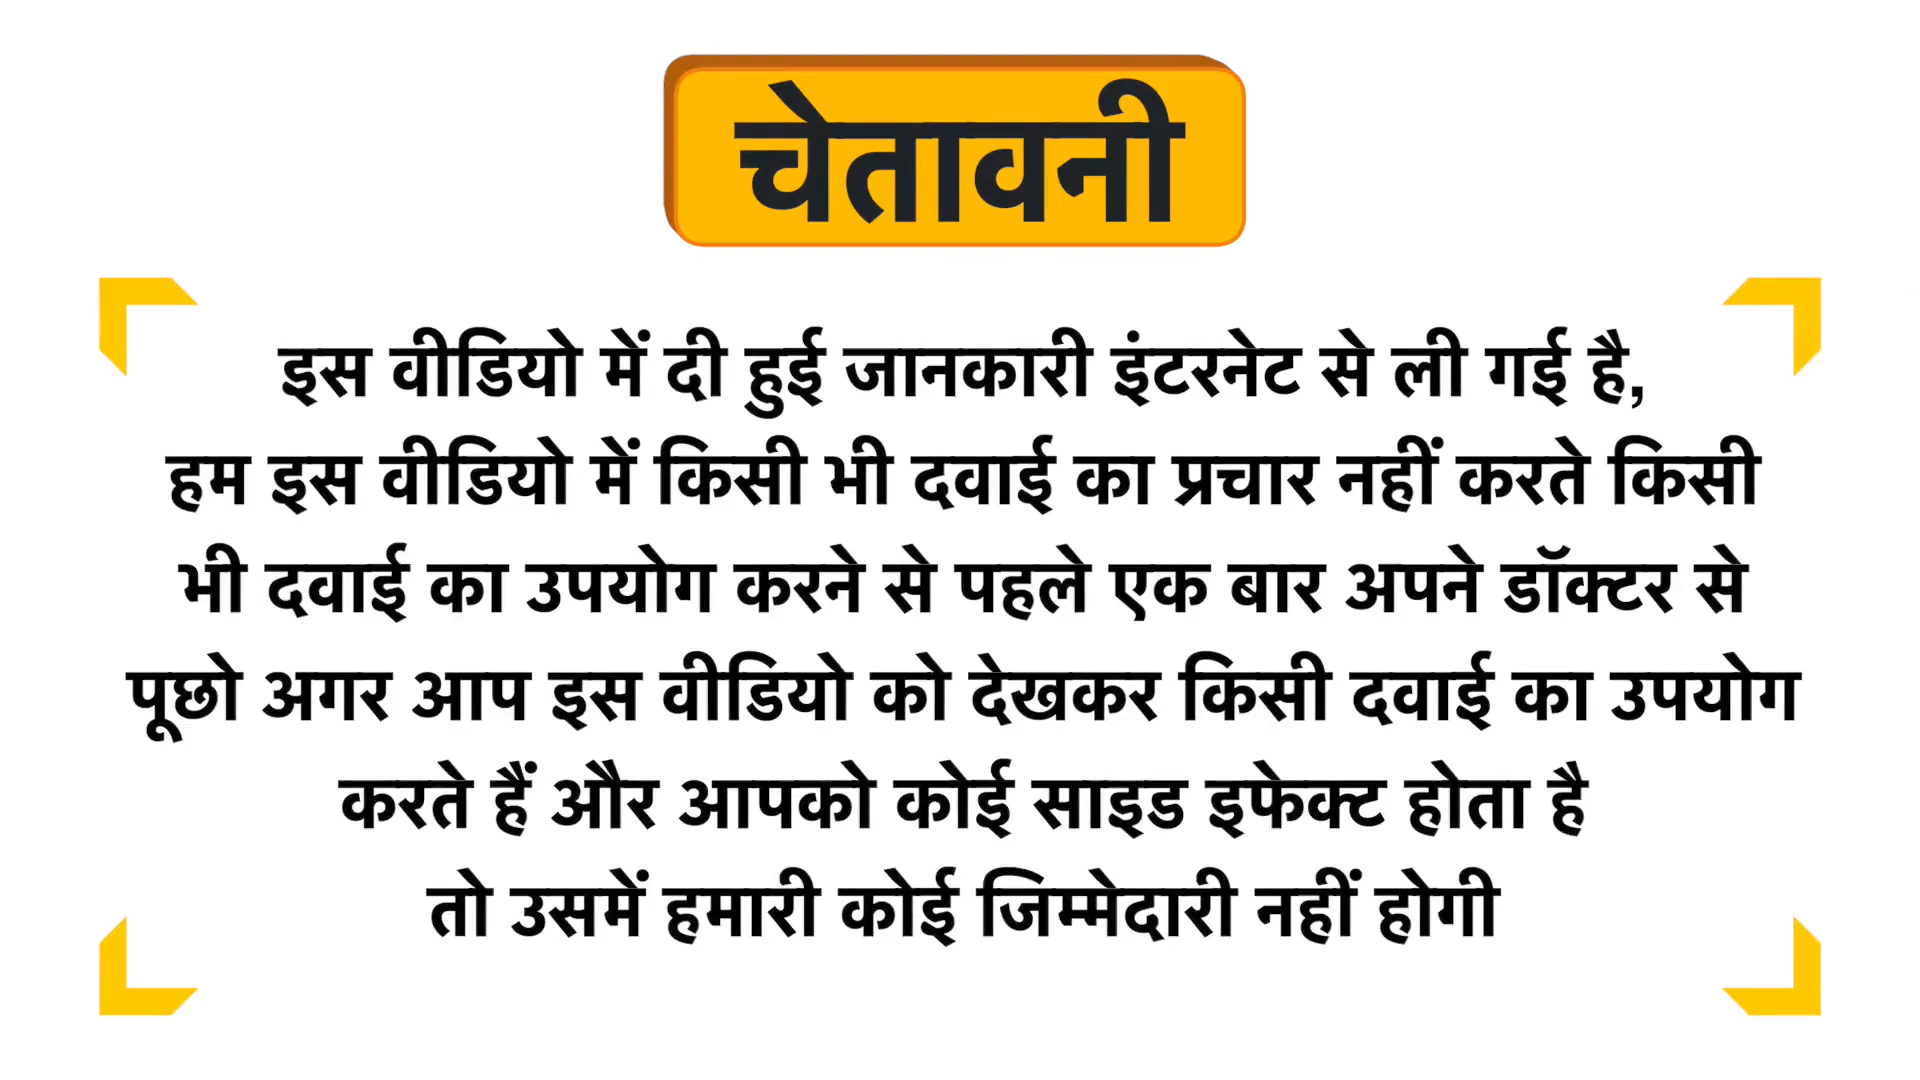 चेतावनी
इस वीडियो में दी हुई जानकारी इंटरनेट से ली गई है,
हम इस वीडियो में किसी भी दवाई का प्रचार नहीं करते किसी
भी दवाई का उपयोग करने से पहले एक बार अपने डॉक्टर से
पूछो अगर आप इस वीडियो को देखकर किसी दवाई का उपयोग
करते हैं और आपको कोई साइड इफेक्ट होता है
तो उसमें हमारी कोई जिम्मेदारी नहीं होगी